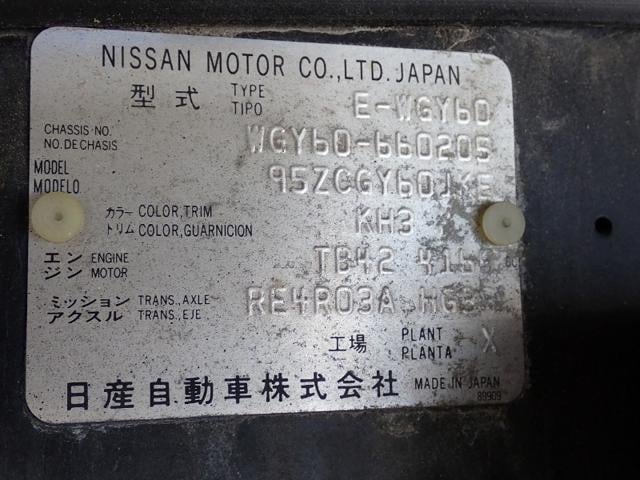 NISSAN MOTOR CO.,LTD. JAPAN
型式 TYPE TIPO E-WGY60
CHASSIS NO. NO. DE CHASIS WGY60-660205
MODEL MODELO
カラー COLOR,TRIM
トリム COLOR,GUARNICION KH3
エンジン ENGINE MOTOR TB42
ミッション TRANS.,AXLE
アクスル TRANS.,EJE RE4R03A
工場 PLANT PLANTA X
日産自動車株式会社 MADE IN JAPAN
89909